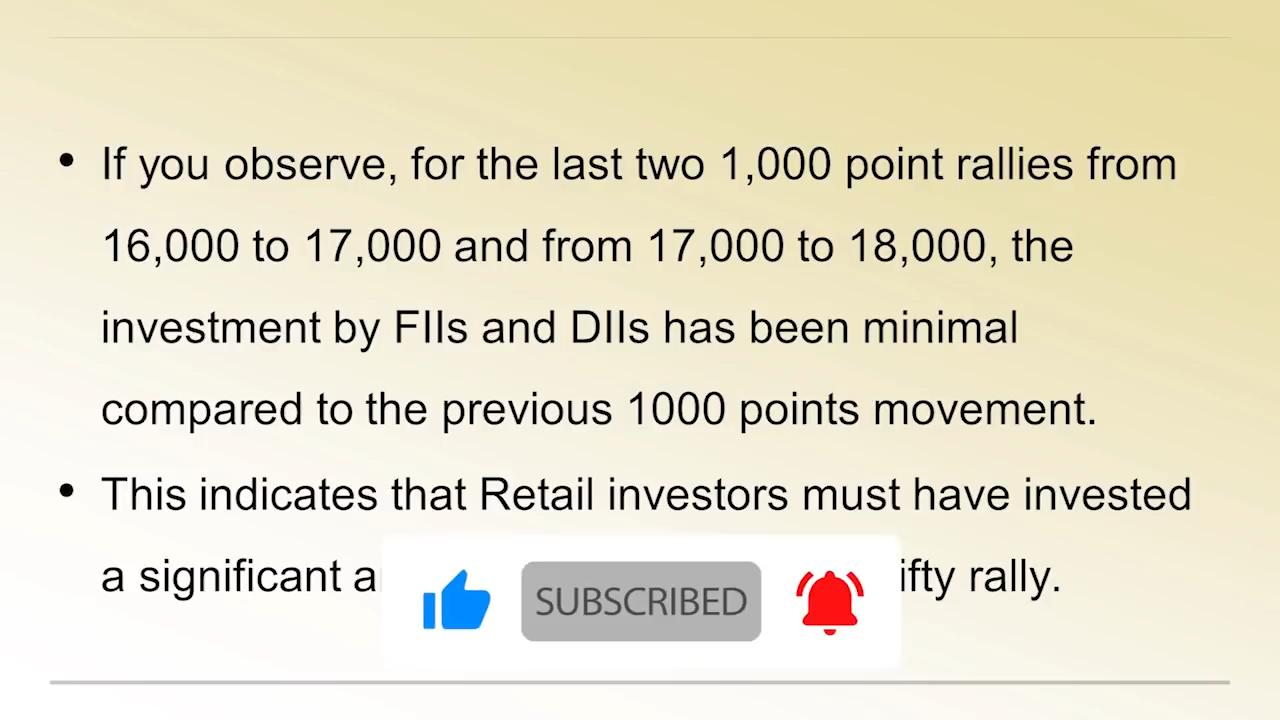 • If you observe, for the last two 1,000 point rallies from
16,000 to 17,000 and from 17,000 to 18,000, the
investment by FIIs and DIIs has been minimal
compared to the previous 1000 points movement.
• This indicates that Retail investors must have invested
a significant rally.
SUBSCRIBED